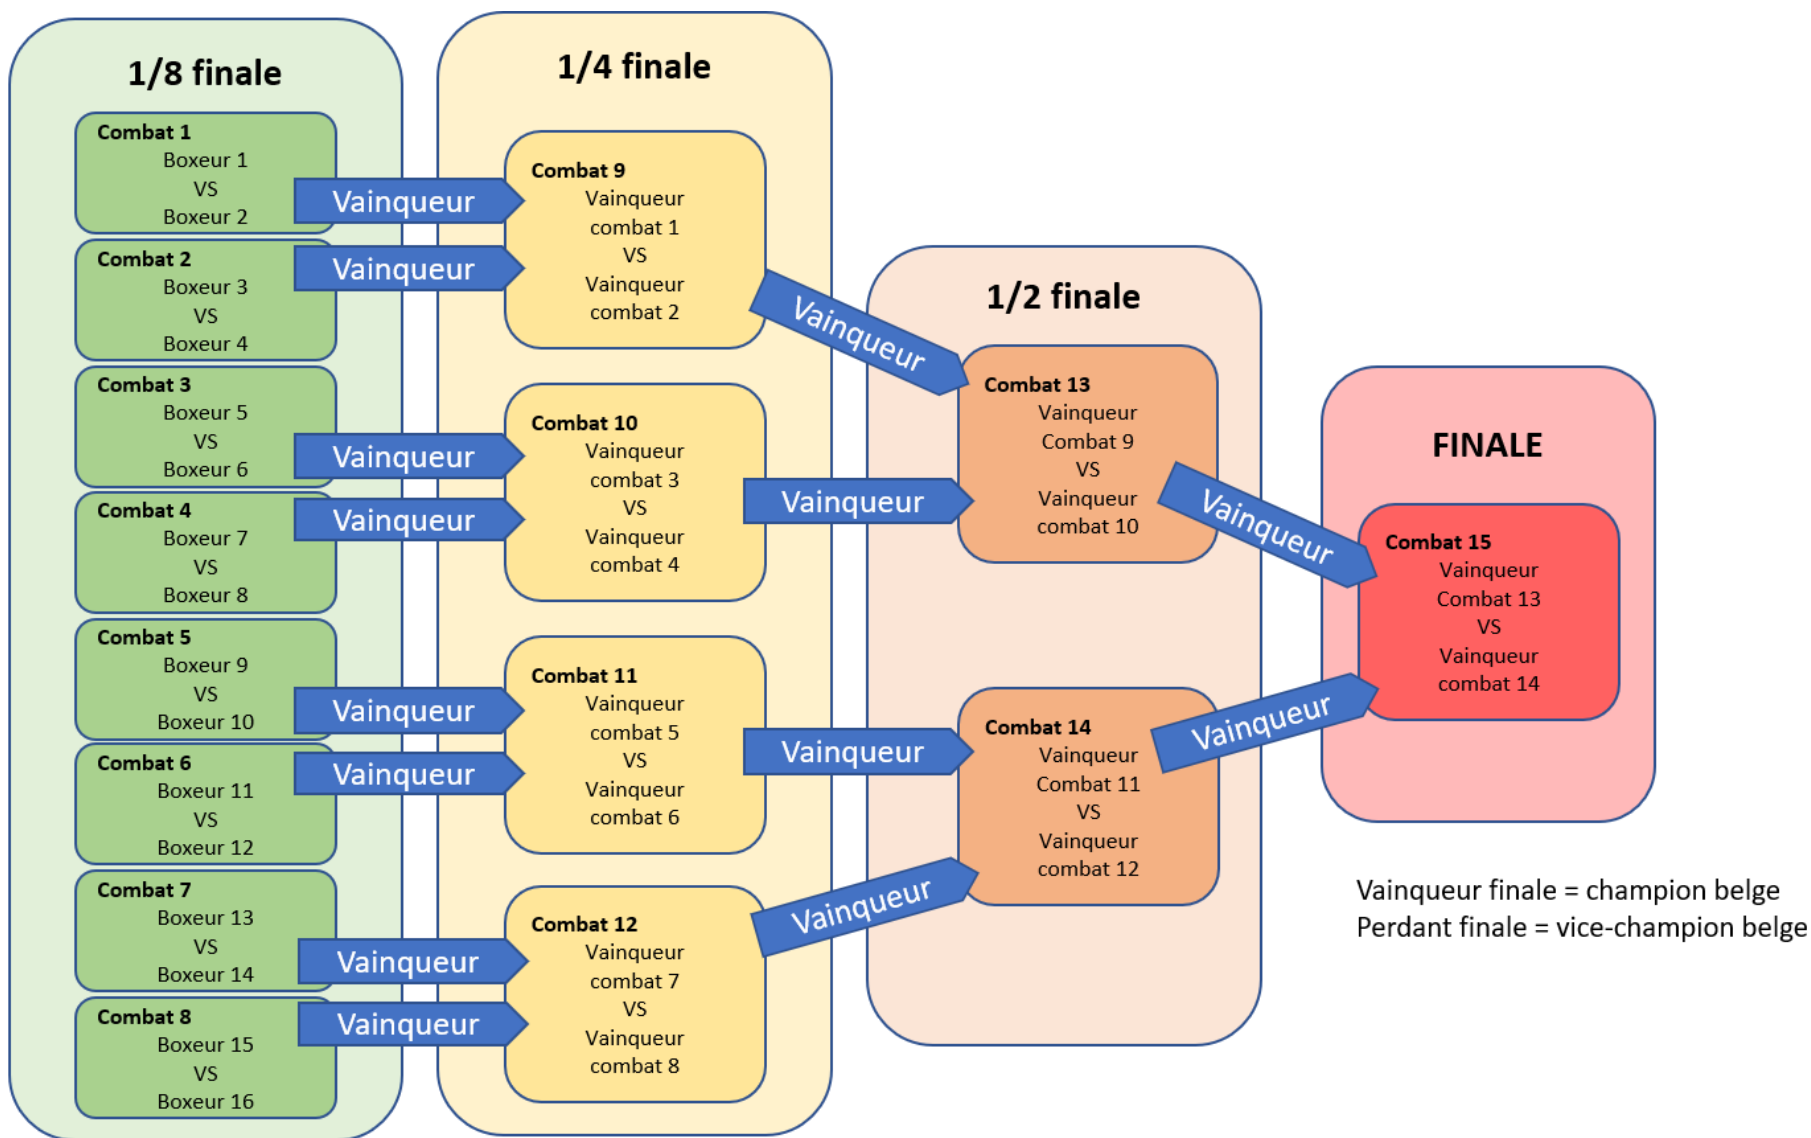 1/8 finale
Combat 1
Boxeur 1
VS
Boxeur 2
Combat 2
Boxeur 3
VS
Boxeur 4
Combat 3
Boxeur 5
VS
Boxeur 6
Combat 4
Boxeur 7
VS
Boxeur 8
Combat 5
Boxeur 9
VS
Boxeur 10
Combat 6
Boxeur 11
VS
Boxeur 12
Combat 7
Boxeur 13
VS
Boxeur 14
Combat 8
Boxeur 15
VS
Boxeur 16
Vainqueur
Vainqueur
Vainqueur
Vainqueur
Vainqueur
Vainqueur
Vainqueur
Vainqueur
1/4 finale
Combat 9
Vainqueur
combat 1
VS
Vainqueur
combat 2
Combat 10
Vainqueur
combat 3
VS
Vainqueur
combat 4
Combat 11
Vainqueur
combat 5
VS
Vainqueur
combat 6
Combat 12
Vainqueur
combat 7
VS
Vainqueur
combat 8
Vainqueur
Vainqueur
Vainqueur
Vainqueur
1/2 finale
Combat 13
Vainqueur
Combat 9
VS
Vainqueur
combat 10
Combat 14
Vainqueur
Combat 11
VS
Vainqueur
combat 12
Vainqueur
Vainqueur
FINALE
Combat 15
Vainqueur
Combat 13
VS
Vainqueur
combat 14
Vainqueur finale = champion belge
Perdant finale = vice-champion belge